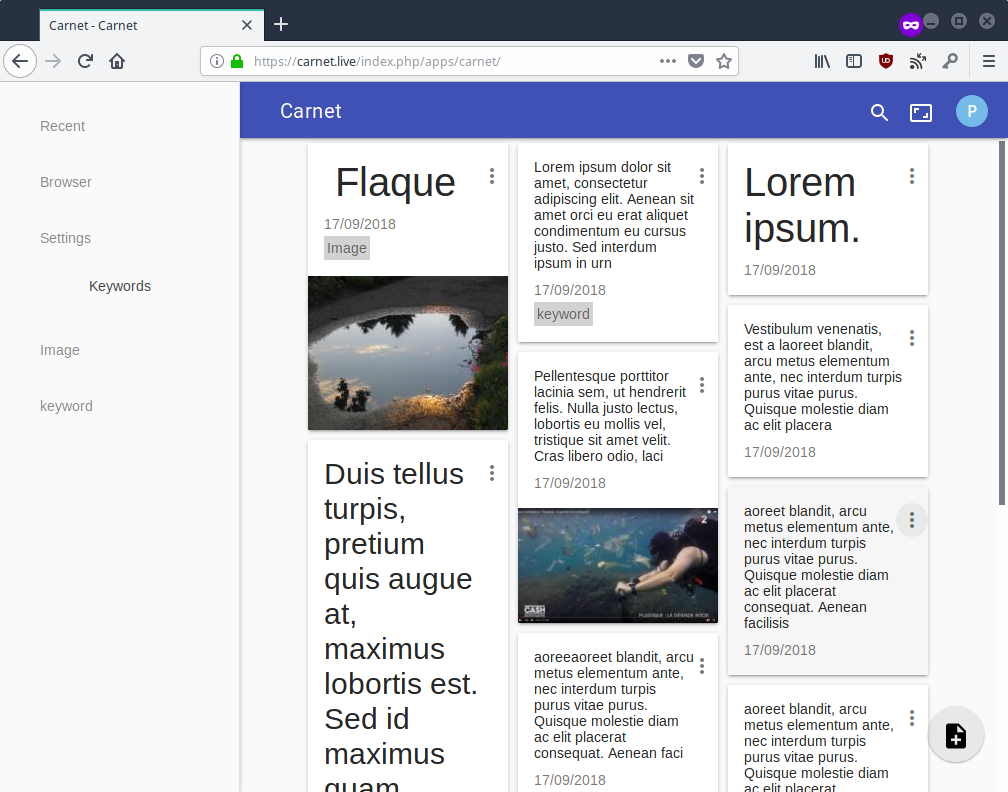 Carnet - Carnet
https://carnet.live/index.php/apps/carnet/
Recent
Browser
Settings
Keywords
Image
keyword
Carnet
P
Flaque
17/09/2018
Image
Duis tellus
turpis,
pretium
quis augue
at,
maximus
lobortis est.
Sed id
maximus
quam
Lorem ipsum dolor sit
amet, consectetur
adipiscing elit. Aenean sit
amet orci eu erat aliquet
condimentum eu cursus
justo. Sed interdum
ipsum in urn
17/09/2018
keyword
Pellentesque porttitor
lacinia sem, ut hendrerit
felis. Nulla justo lectus,
lobortis eu mollis vel,
tristique sit amet velit.
Cras libero odio, laci
17/09/2018
2
CASH
PLASTIQUE : LA GRANDE INTOX
aoreeaoreet blandit, arcu
metus elementum ante,
nec interdum turpis
purus vitae purus.
Quisque molestie diam
ac elit placerat
consequat. Aenean faci
17/09/2018
Lorem
ipsum.
17/09/2018
Vestibulum venenatis,
est a laoreet blandit,
arcu metus elementum
ante, nec interdum turpis
purus vitae purus.
Quisque molestie diam
ac elit placera
17/09/2018
aoreet blandit, arcu
metus elementum ante,
nec interdum turpis
purus vitae purus.
Quisque molestie diam
ac elit placerat
consequat. Aenean
facilisis
17/09/2018
aoreet blandit, arcu
metus elementum ante,
nec interdum turpis
purus vitae purus.
Quisque molestie diam
ac elit placerat